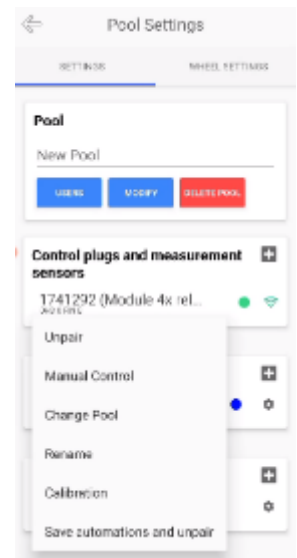 Pool Settings
SETTINGS
WHEEL SETTINGS
Pool
New Pool
USERS
MODIFY
DELETE POOL
Control plugs and measurement
sensors
1741292 (Module 4x rel...
Unpair
Manual Control
Change Pool
Rename
Calibration
Save automations and unpair